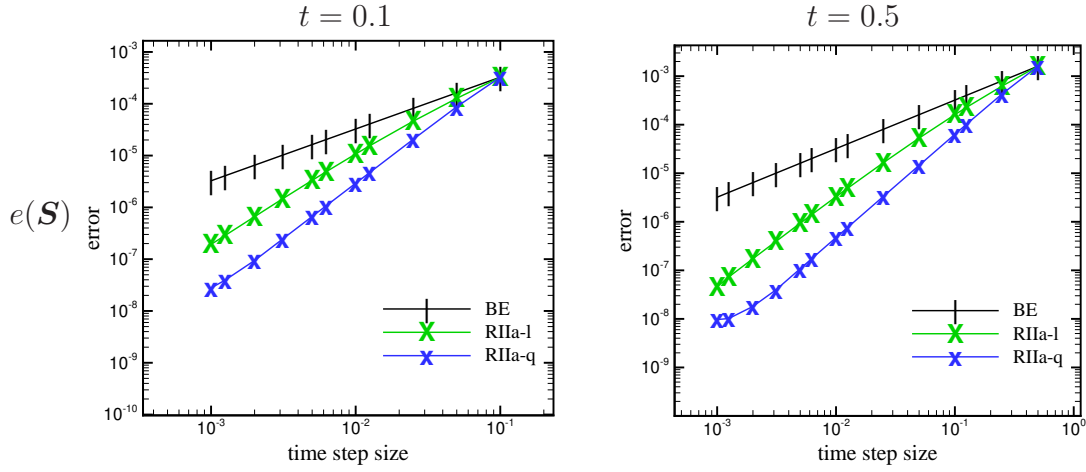 t = 0.1
t = 0.5
e(S)
error
10⁻³
10⁻⁴
10⁻⁵
10⁻⁶
10⁻⁷
10⁻⁸
10⁻⁹
10⁻¹⁰
10⁻³
10⁻²
10⁻¹
time step size
BE
RIIa-l
RIIa-q
error
10⁻³
10⁻⁴
10⁻⁵
10⁻⁶
10⁻⁷
10⁻⁸
10⁻⁹
10⁻³
10⁻²
10⁻¹
10⁰
time step size
BE
RIIa-l
RIIa-q